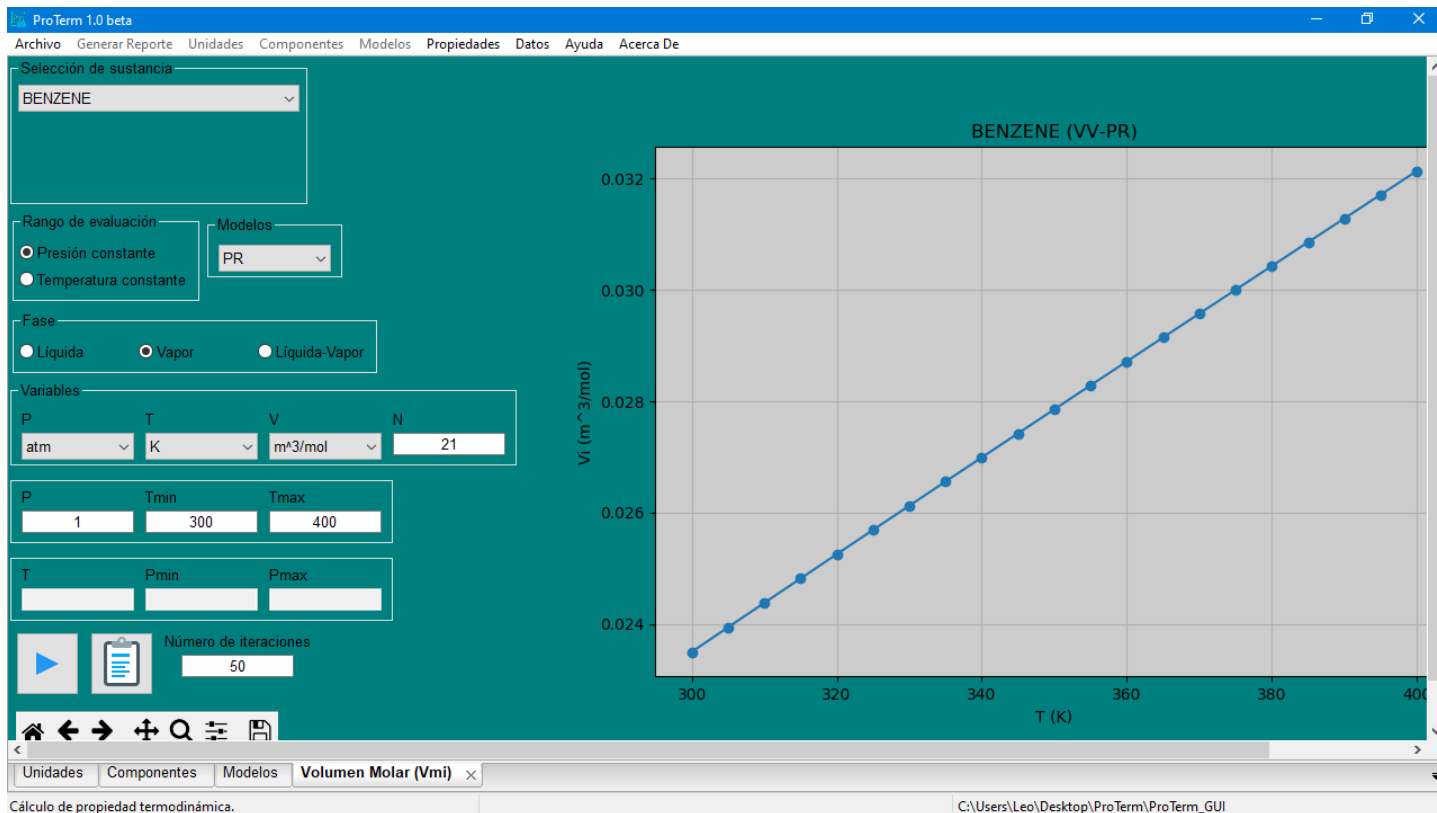 ProTerm 1.0 beta
Archivo Generar Reporte Unidades Componentes Modelos Propiedades Datos Ayuda Acerca De
Selección de sustancia
BENZENE
Rango de evaluación
Presión constante
Temperatura constante
Modelos
PR
Fase
Líquida Vapor Líquida-Vapor
Variables
P T V N
atm K m^3/mol 21
P Tmin Tmax
1 300 400
T Pmin Pmax
Número de iteraciones
50
BENZENE (VV-PR)
0.032
0.030
0.028
0.026
0.024
Vi (m^3/mol)
300 320 340 360 380 400
T (K)
Unidades Componentes Modelos Volumen Molar (Vmi)
Cálculo de propiedad termodinámica.
C:\Users\Leo\Desktop\ProTerm\ProTerm_GUI